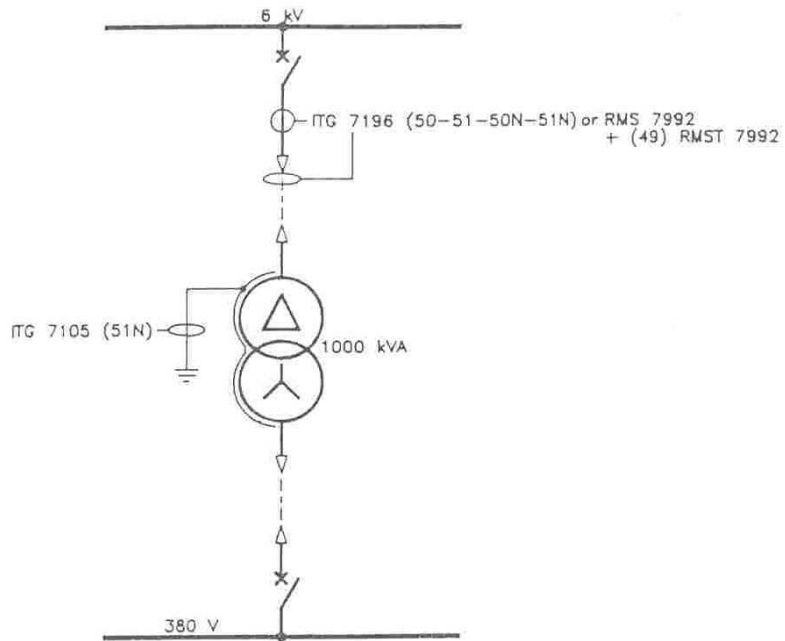 6 kV
ITG 7196 (50-51-50N-51N) or RMS 7992
+ (49) RMST 7992
ITG 7105 (51N)
1000 kVA
380 V